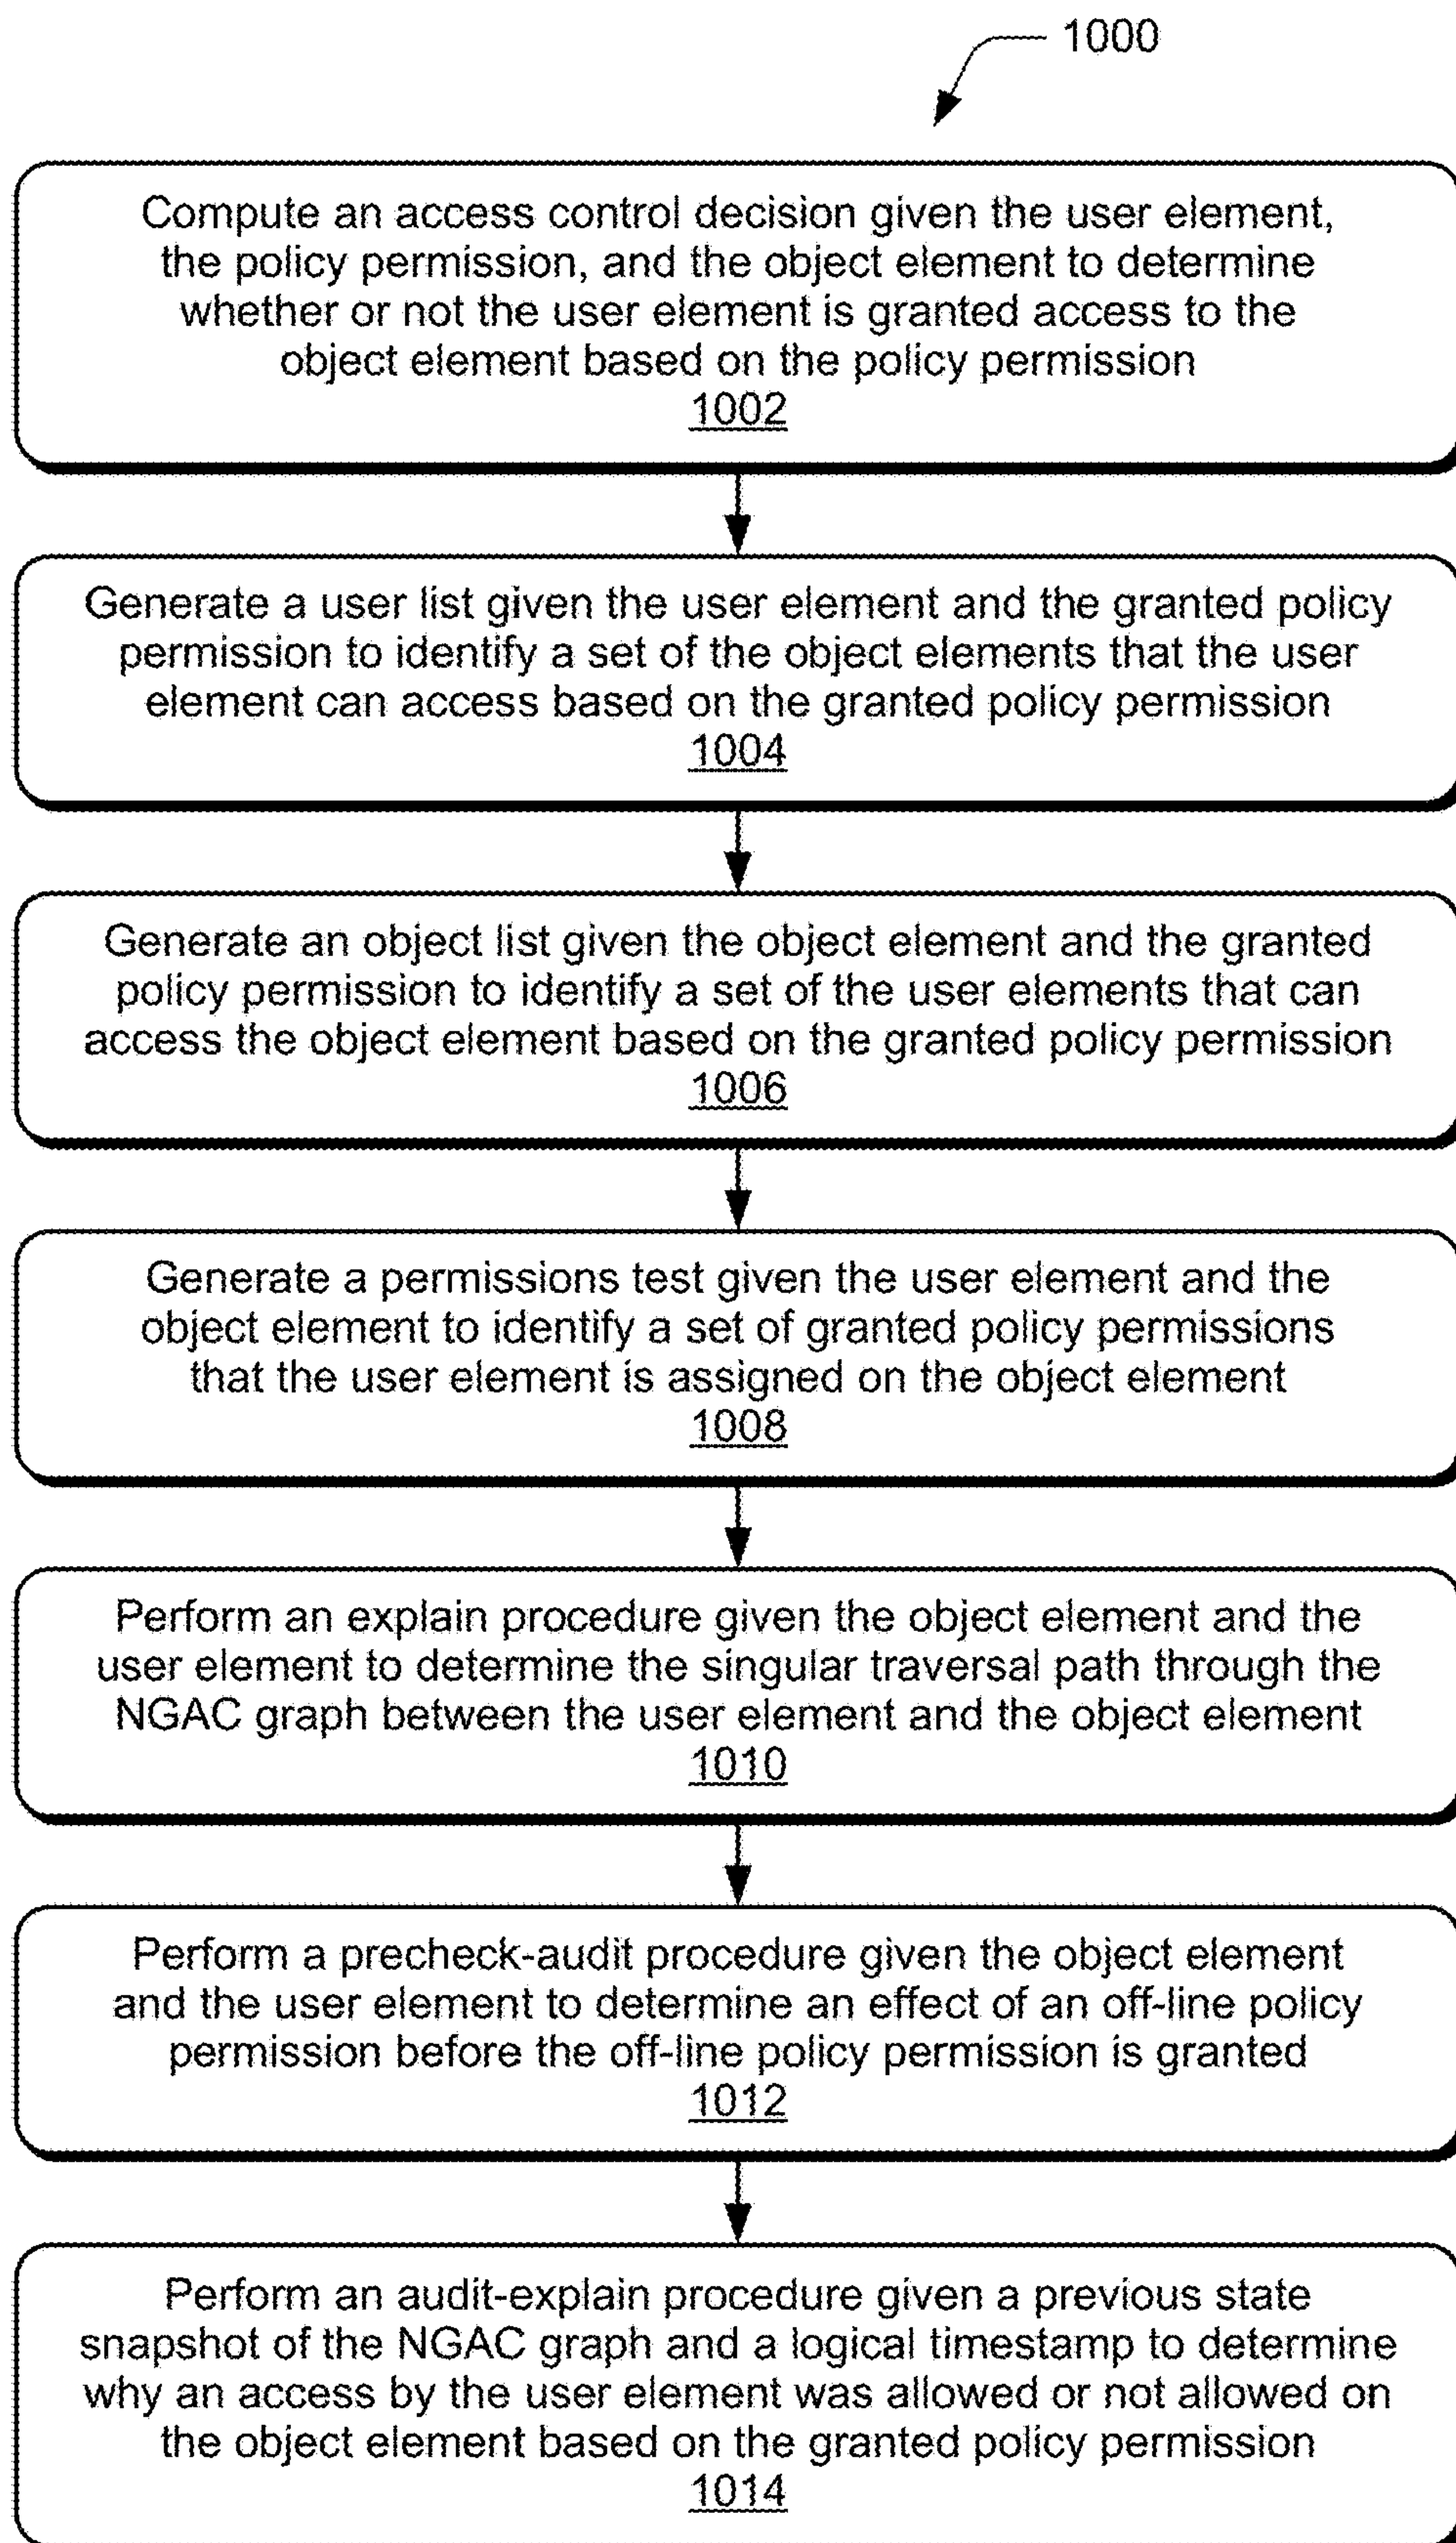 1000
Compute an access control decision given the user element,
the policy permission, and the object element to determine
whether or not the user element is granted access to the
object element based on the policy permission
1002
Generate a user list given the user element and the granted policy
permission to identify a set of the object elements that the user
element can access based on the granted policy permission
1004
Generate an object list given the object element and the granted
policy permission to identify a set of the user elements that can
access the object element based on the granted policy permission
1006
Generate a permissions test given the user element and the
object element to identify a set of granted policy permissions
that the user element is assigned on the object element
1008
Perform an explain procedure given the object element and the
user element to determine the singular traversal path through the
NGAC graph between the user element and the object element
1010
Perform a precheck-audit procedure given the object element
and the user element to determine an effect of an off-line policy
permission before the off-line policy permission is granted
1012
Perform an audit-explain procedure given a previous state
snapshot of the NGAC graph and a logical timestamp to determine
why an access by the user element was allowed or not allowed on
the object element based on the granted policy permission
1014